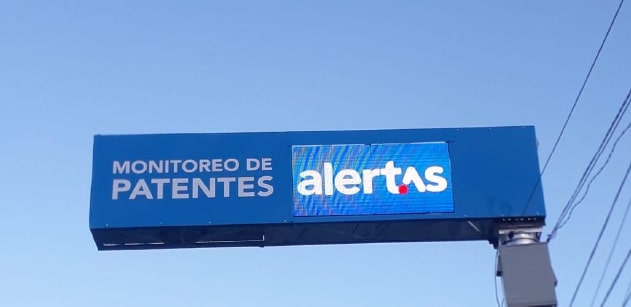 MONITOREO DE
PATENTES
alertas